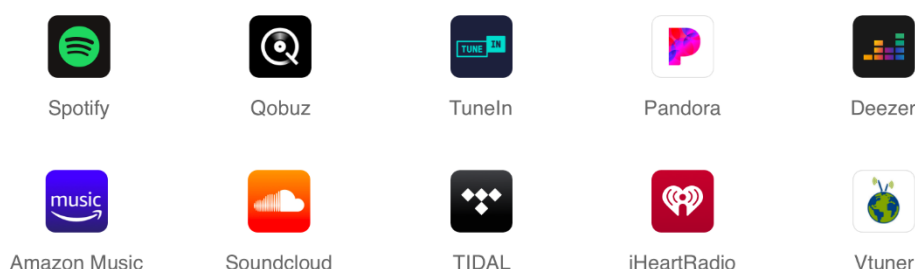 TUNE IN
Spotify
Qobuz
TuneIn
Pandora
Deezer
music
Amazon Music
Soundcloud
TIDAL
iHeartRadio
Vtuner